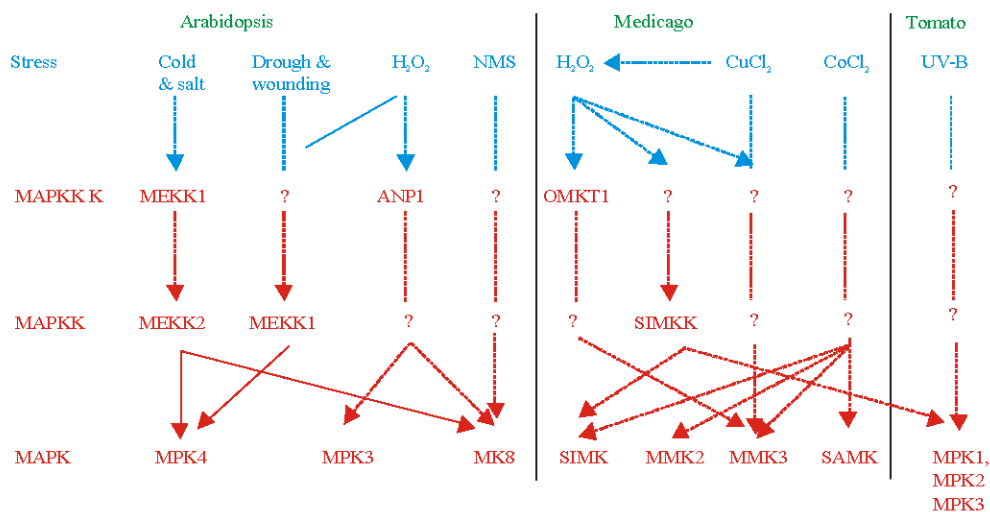 Arabidopsis Medicago Tomato
Stress Cold Drough & H₂O₂ NMS H₂O₂ CuCl₂ CoCl₂ UV-B
& salt wounding
MAPKK K MEKK1 ? ANP1 ? OMKT1 ? ? ? ?
MAPKK MEKK2 MEKK1 ? ? ? SIMKK ? ? ?
MAPK MPK4 MPK3 MK8 SIMK MMK2 MMK3 SAMK MPK1,
MPK2
MPK3